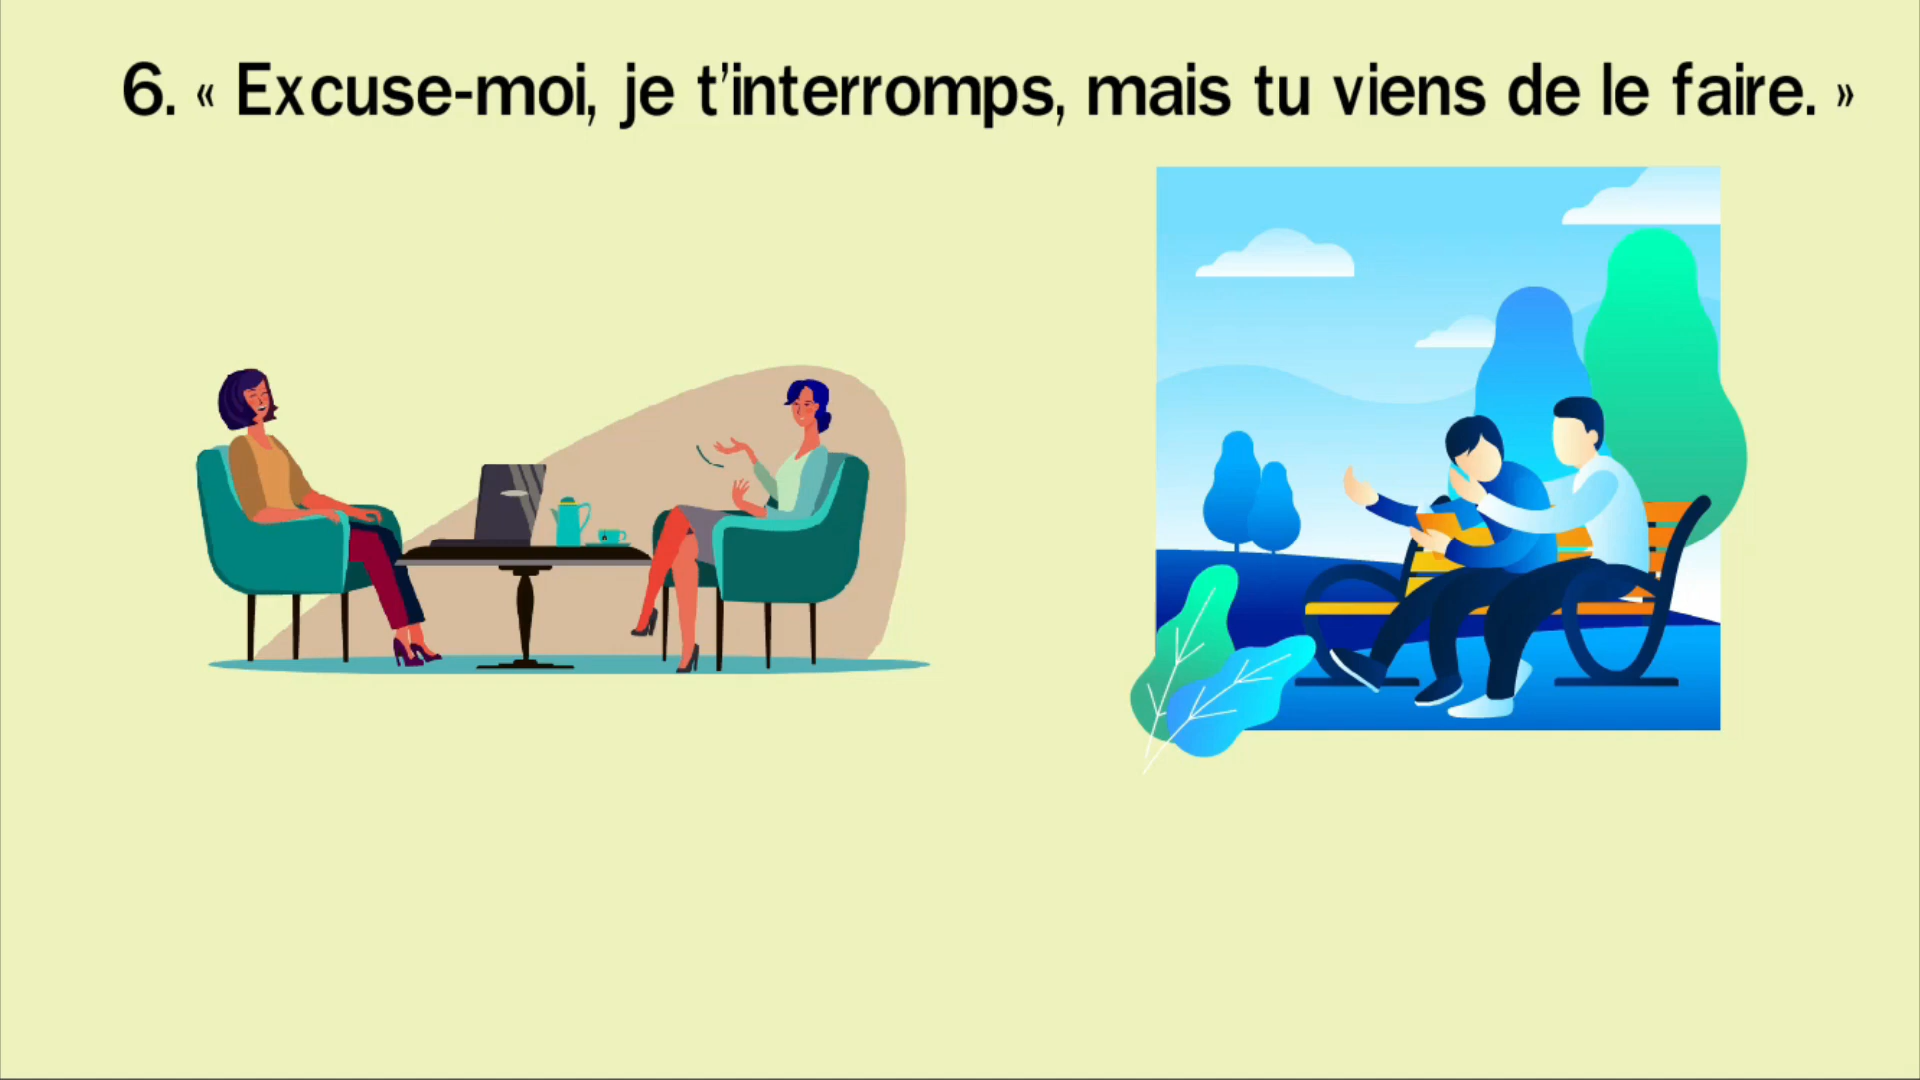 6. « Excuse-moi, je t’interromps, mais tu viens de le faire. »